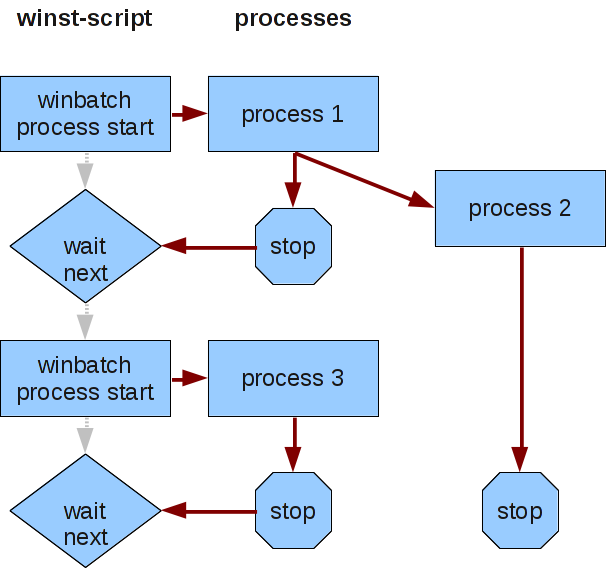 winst-script
processes
winbatch
process start
process 1
process 2
wait
next
stop
winbatch
process start
process 3
wait
next
stop
stop